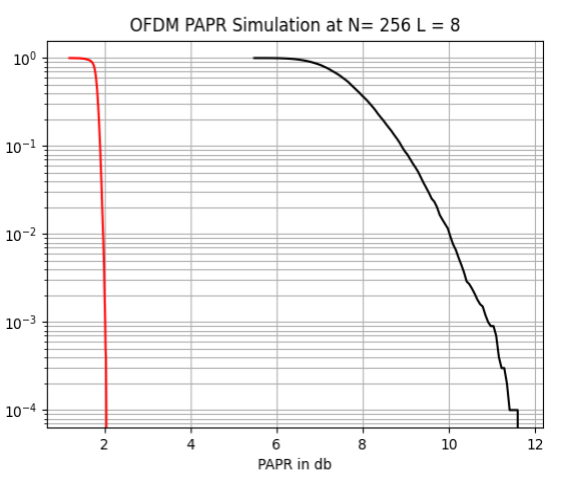 OFDM PAPR Simulation at N= 256 L = 8
10⁰
10⁻¹
10⁻²
10⁻³
10⁻⁴
2 4 6 8 10 12
PAPR in db